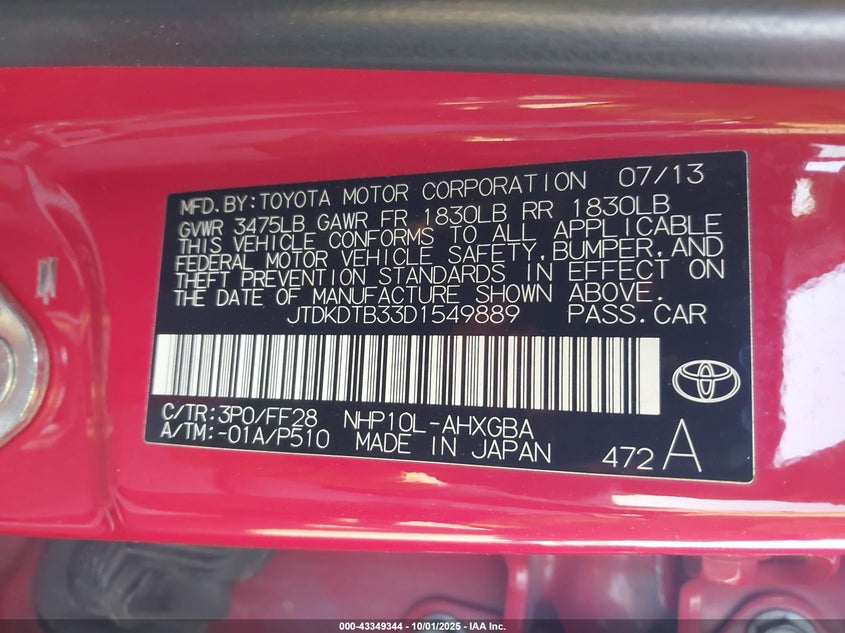 MFD. BY: TOYOTA MOTOR CORPORATION 07/13
GVWR 3475LB GAWR FR 1830LB RR 1830LB
THIS VEHICLE CONFORMS TO ALL APPLICABLE
FEDERAL MOTOR VEHICLE SAFETY, BUMPER, AND
THEFT PREVENTION STANDARDS IN EFFECT ON
THE DATE OF MANUFACTURE SHOWN ABOVE.
JTDKDTB33D1549889 PASS. CAR
C/TR: 3P0/FF28 NHP10L-AHXGBA
A/TM: -01A/P510 MADE IN JAPAN
472 A
000-43349344 - 10/01/2025 - IAA Inc.